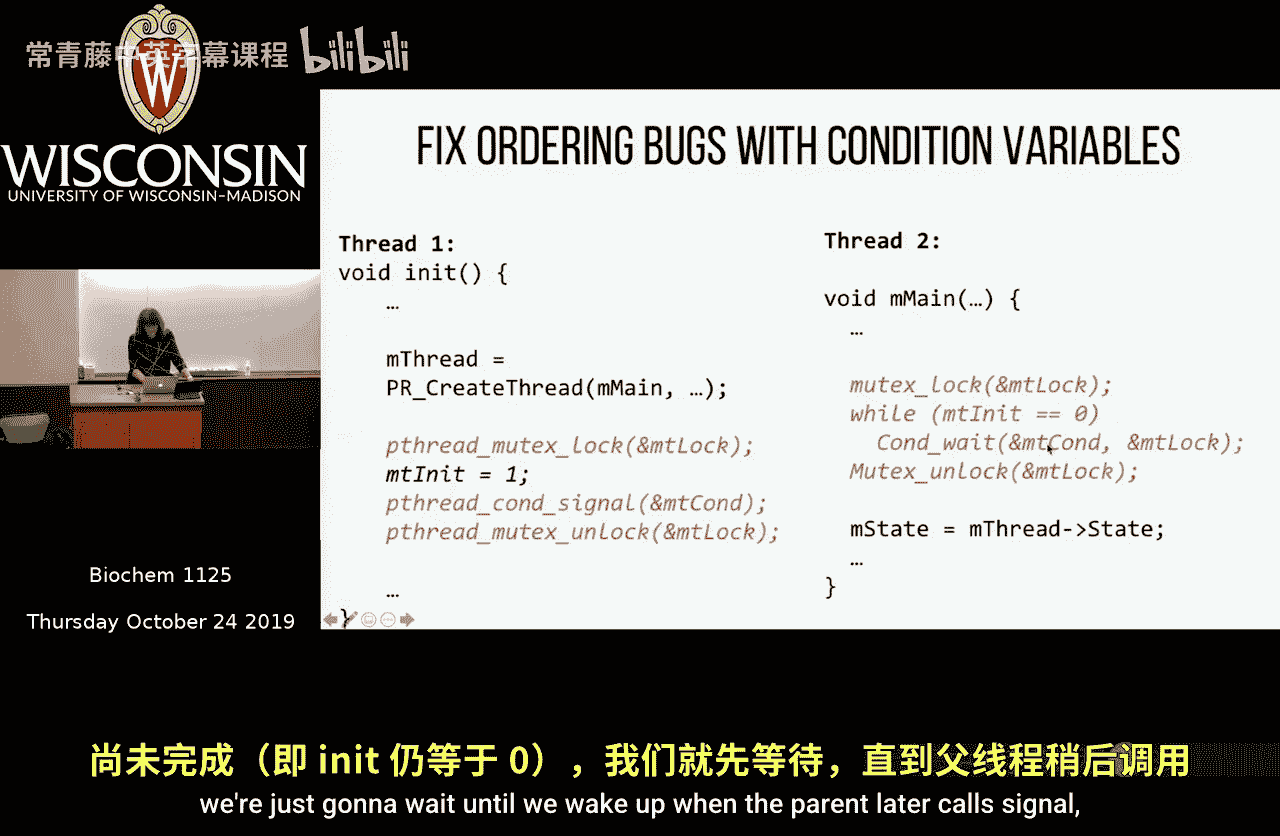 常青藤中英字幕课程 bilibili
W
WISCONSIN
UNIVERSITY OF WISCONSIN-MADISON
Biochem 1125
Thursday October 24 2019
FIX ORDERING BUGS WITH CONDITION VARIABLES
Thread 1:
void init() {
…
mThread =
PR_CreateThread(mMain, …);
pthread_mutex_lock(&mtLock);
mtInit = 1;
pthread_cond_signal(&mtCond);
pthread_mutex_unlock(&mtLock);
…
}
Thread 2:
void mMain(…) {
…
mutex_lock(&mtLock);
while (mtInit == 0)
Cond_wait(&mtCond, &mtLock);
Mutex_unlock(&mtLock);
mState = mThread->State;
…
}
尚未完成（即 init 仍等于 0），我们就先等待，直到父线程稍后调用
we're just gonna wait until we wake up when the parent later calls signal,